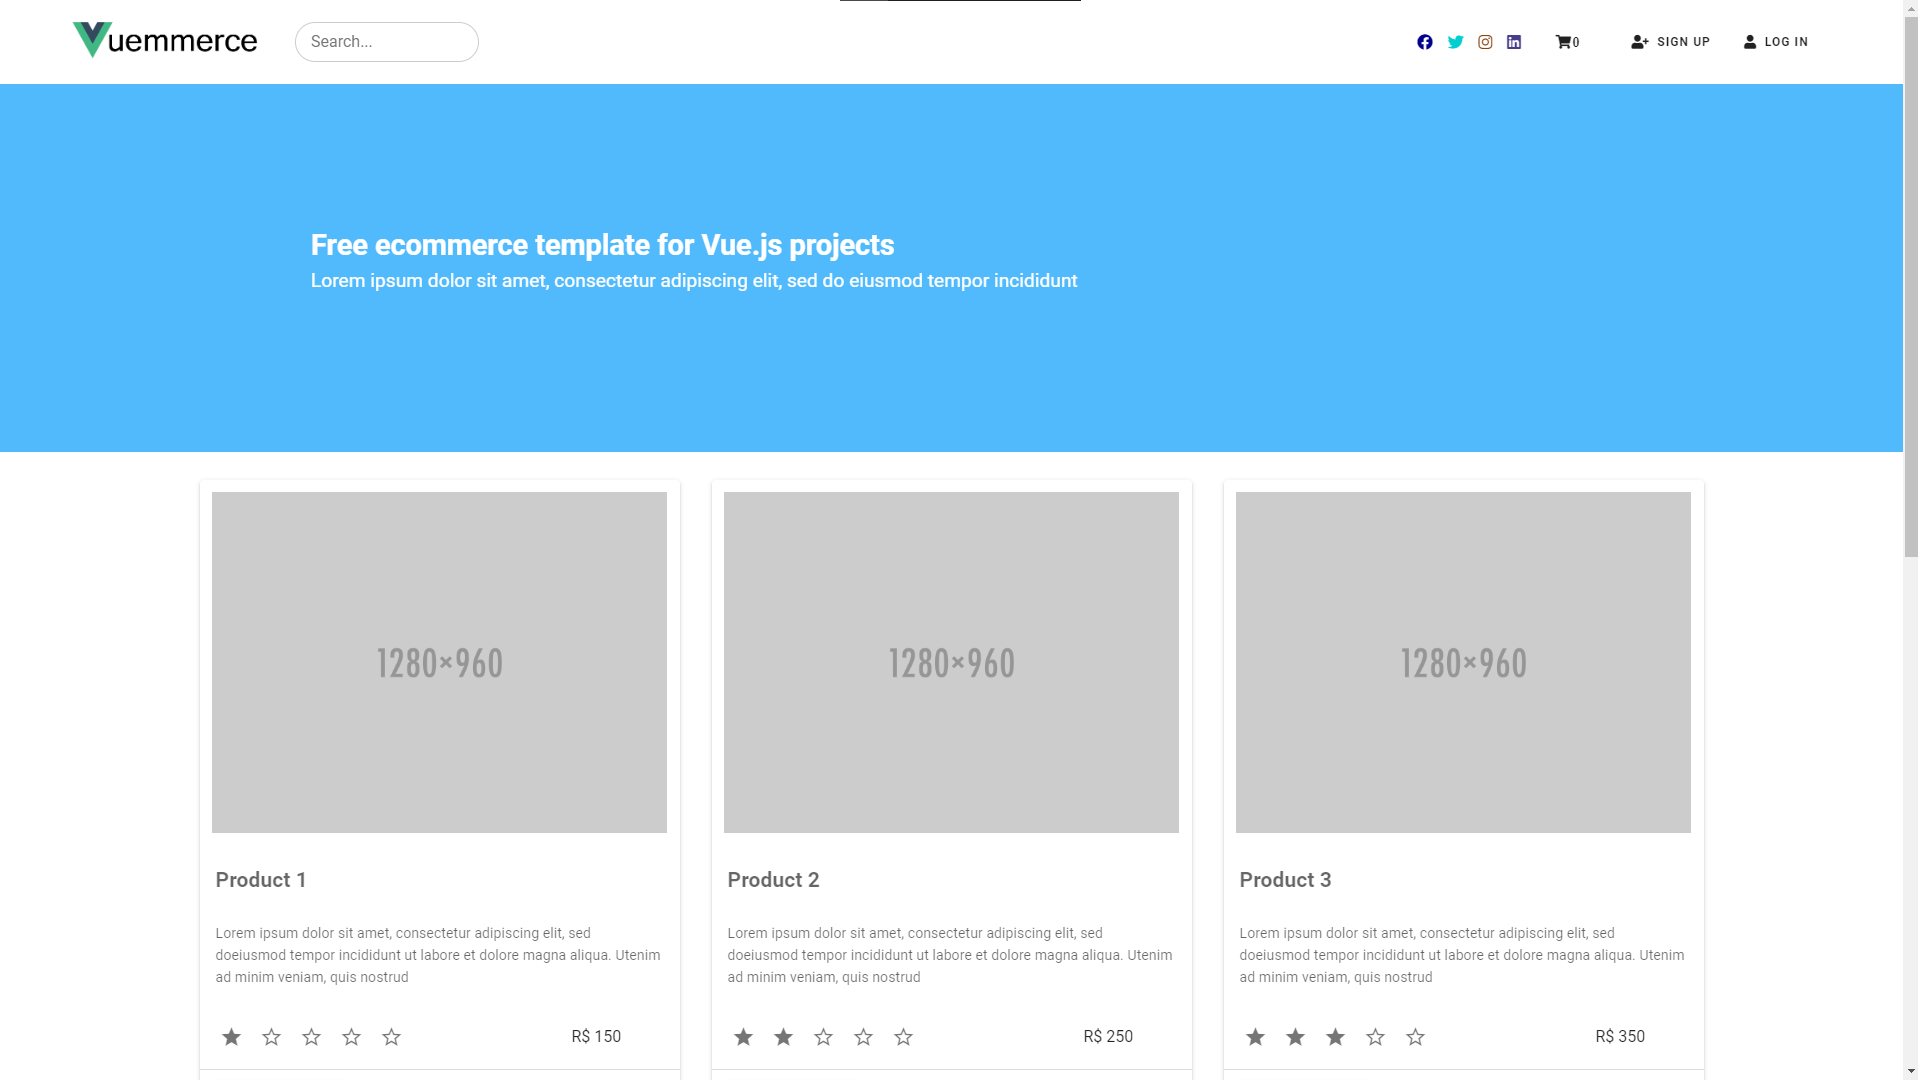 Vuemmerce
Search...
0
SIGN UP
LOG IN
Free ecommerce template for Vue.js projects
Lorem ipsum dolor sit amet, consectetur adipiscing elit, sed do eiusmod tempor incididunt
1280×960
1280×960
1280×960
Product 1
Lorem ipsum dolor sit amet, consectetur adipiscing elit, sed
doeiusmod tempor incididunt ut labore et dolore magna aliqua. Utenim
ad minim veniam, quis nostrud
R$ 150
Product 2
Lorem ipsum dolor sit amet, consectetur adipiscing elit, sed
doeiusmod tempor incididunt ut labore et dolore magna aliqua. Utenim
ad minim veniam, quis nostrud
R$ 250
Product 3
Lorem ipsum dolor sit amet, consectetur adipiscing elit, sed
doeiusmod tempor incididunt ut labore et dolore magna aliqua. Utenim
ad minim veniam, quis nostrud
R$ 350